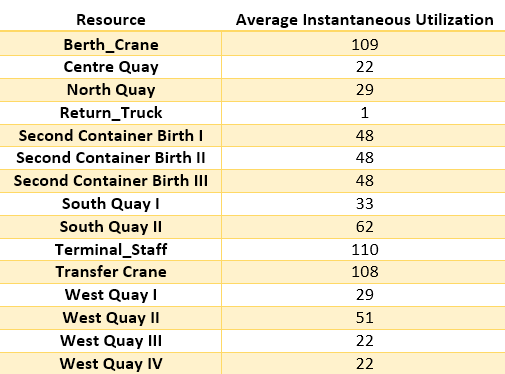 Resource Average Instantaneous Utilization
Berth_Crane 109
Centre Quay 22
North Quay 29
Return_Truck 1
Second Container Birth I 48
Second Container Birth II 48
Second Container Birth III 48
South Quay I 33
South Quay II 62
Terminal_Staff 110
Transfer Crane 108
West Quay I 29
West Quay II 51
West Quay III 22
West Quay IV 22